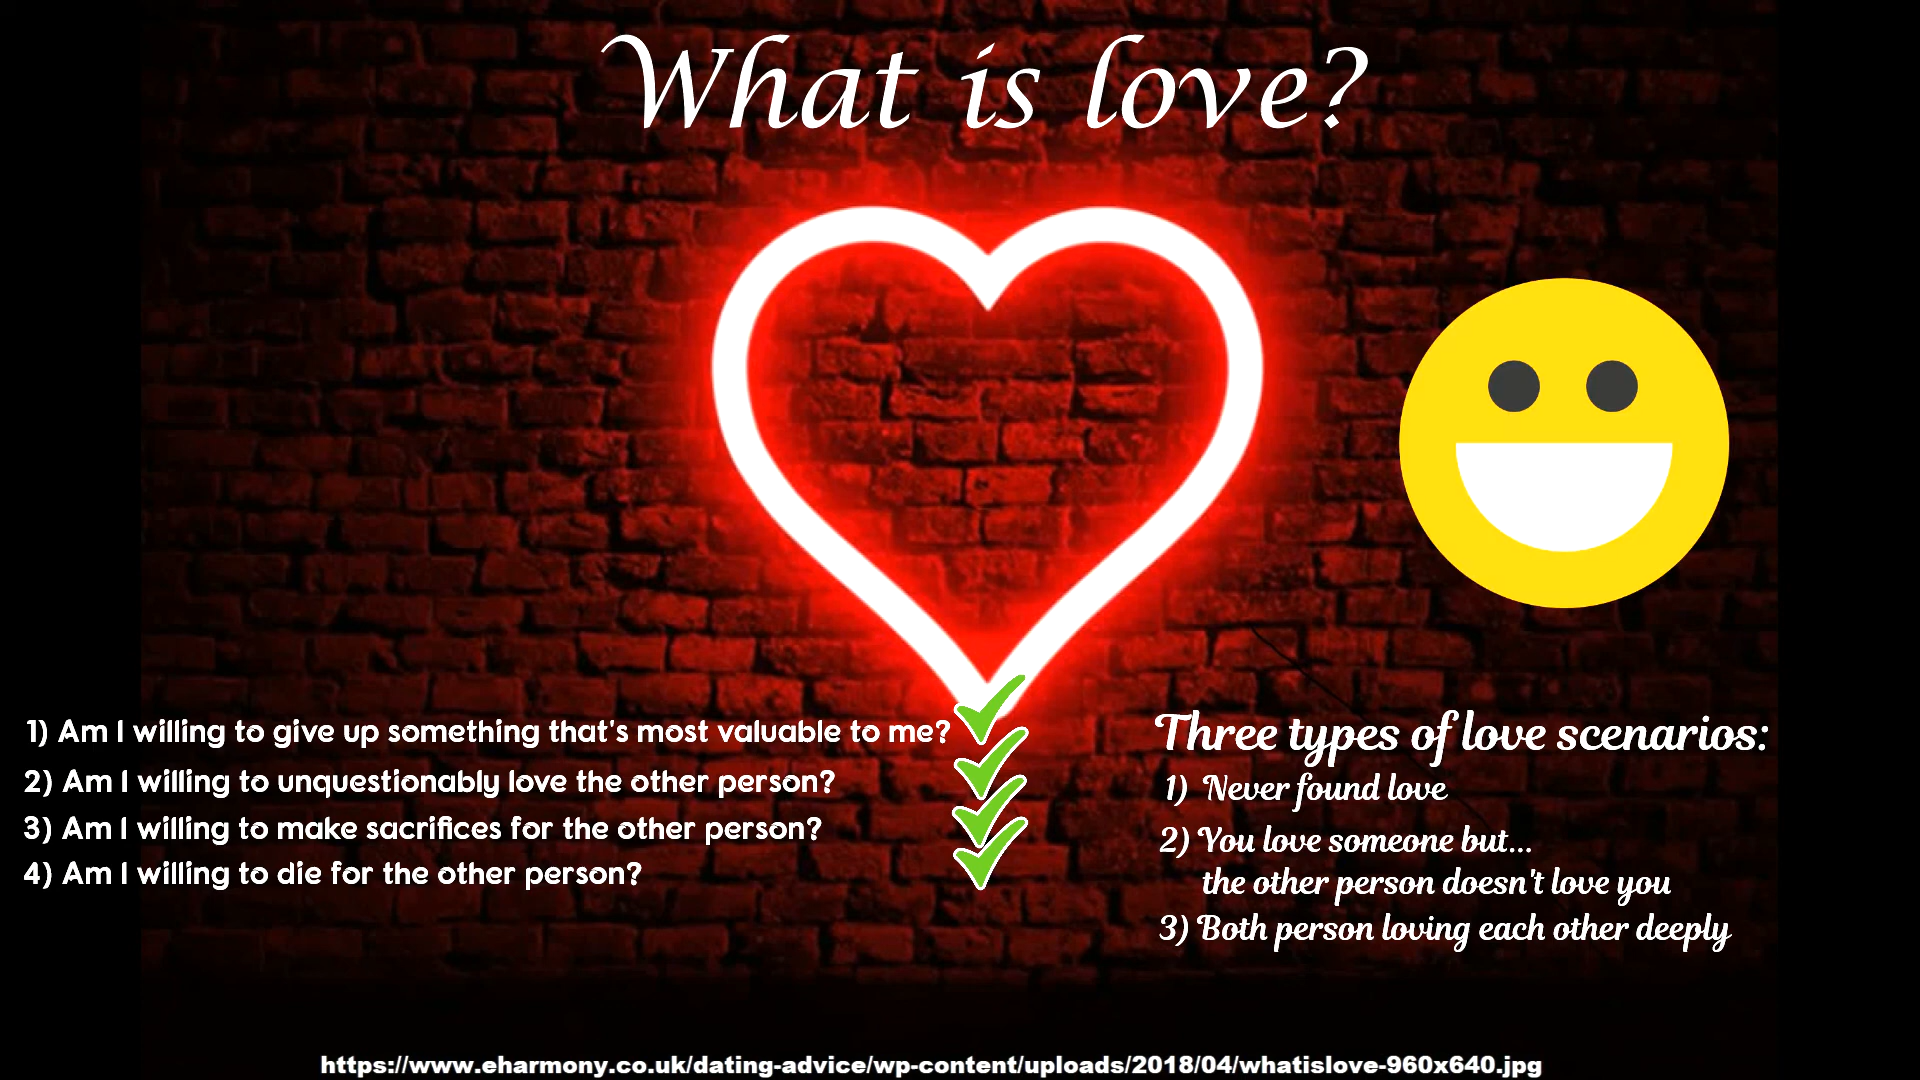 What is love?
1) Am I willing to give up something that's most valuable to me?
2) Am I willing to unquestionably love the other person?
3) Am I willing to make sacrifices for the other person?
4) Am I willing to die for the other person?
Three types of love scenarios:
1) Never found love
2) You love someone but...
the other person doesn't love you
3) Both person loving each other deeply
https://www.eharmony.co.uk/dating-advice/wp-content/uploads/2018/04/whatislove-960x640.jpg